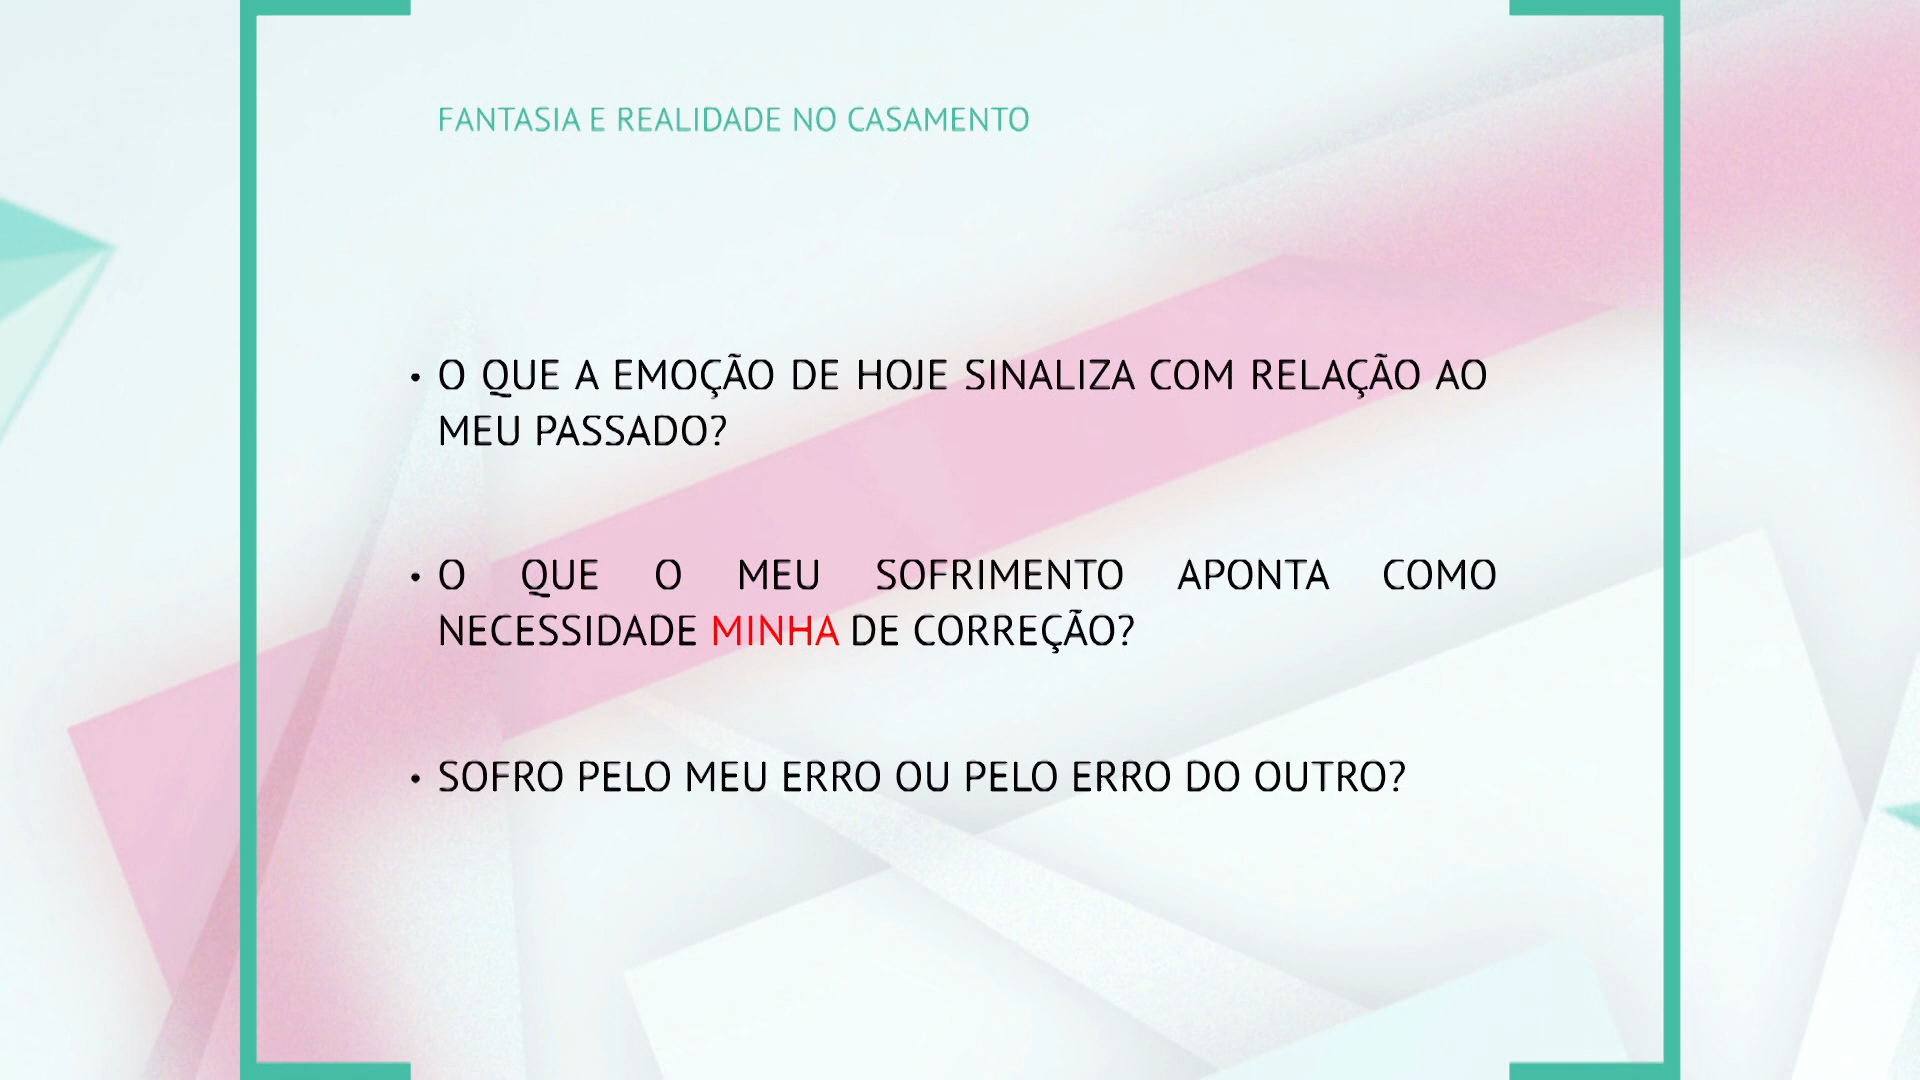 FANTASIA E REALIDADE NO CASAMENTO
• O QUE A EMOÇÃO DE HOJE SINALIZA COM RELAÇÃO AO
MEU PASSADO?
• O QUE O MEU SOFRIMENTO APONTA COMO
NECESSIDADE MINHA DE CORREÇÃO?
• SOFRO PELO MEU ERRO OU PELO ERRO DO OUTRO?